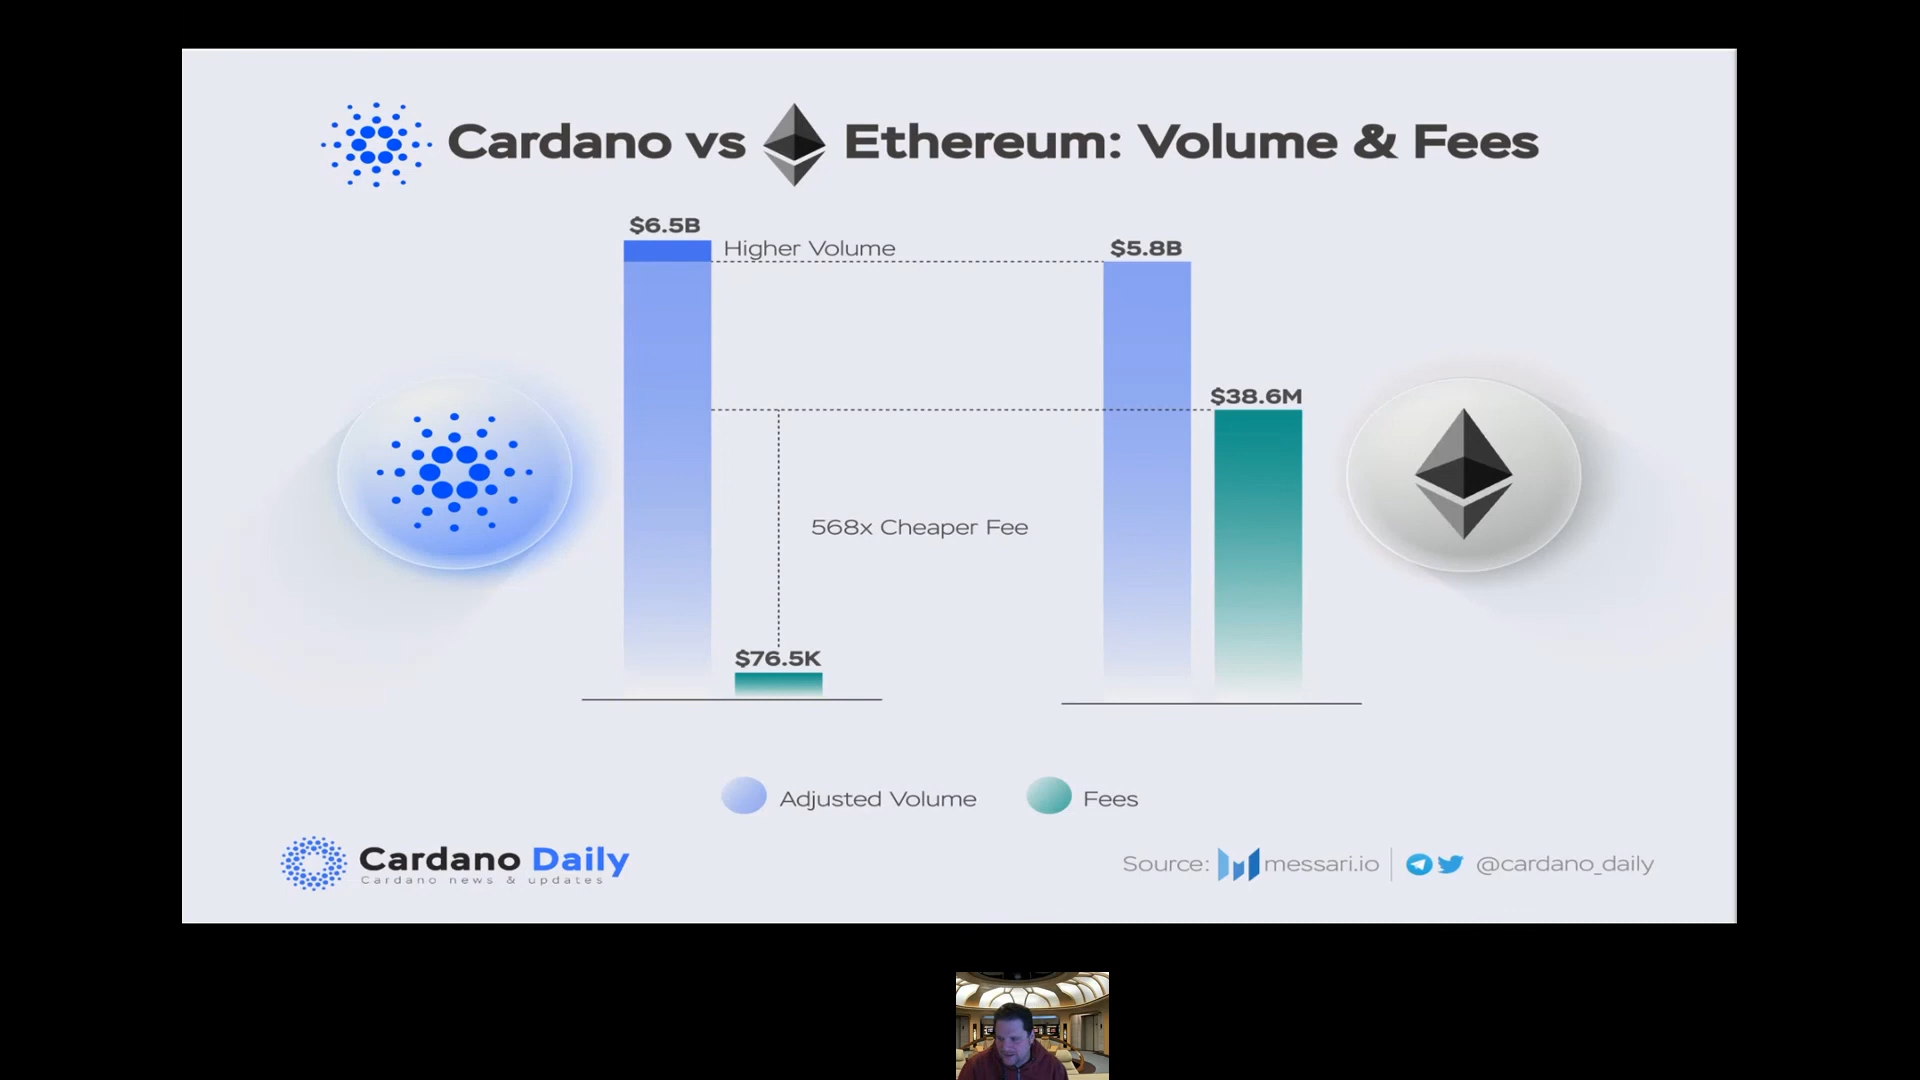 Cardano vs Ethereum: Volume & Fees
$6.5B
Higher Volume
$5.8B
$38.6M
568x Cheaper Fee
$76.5K
Adjusted Volume
Fees
Cardano Daily
Cardano news & updates
Source: messari.io @cardano_daily